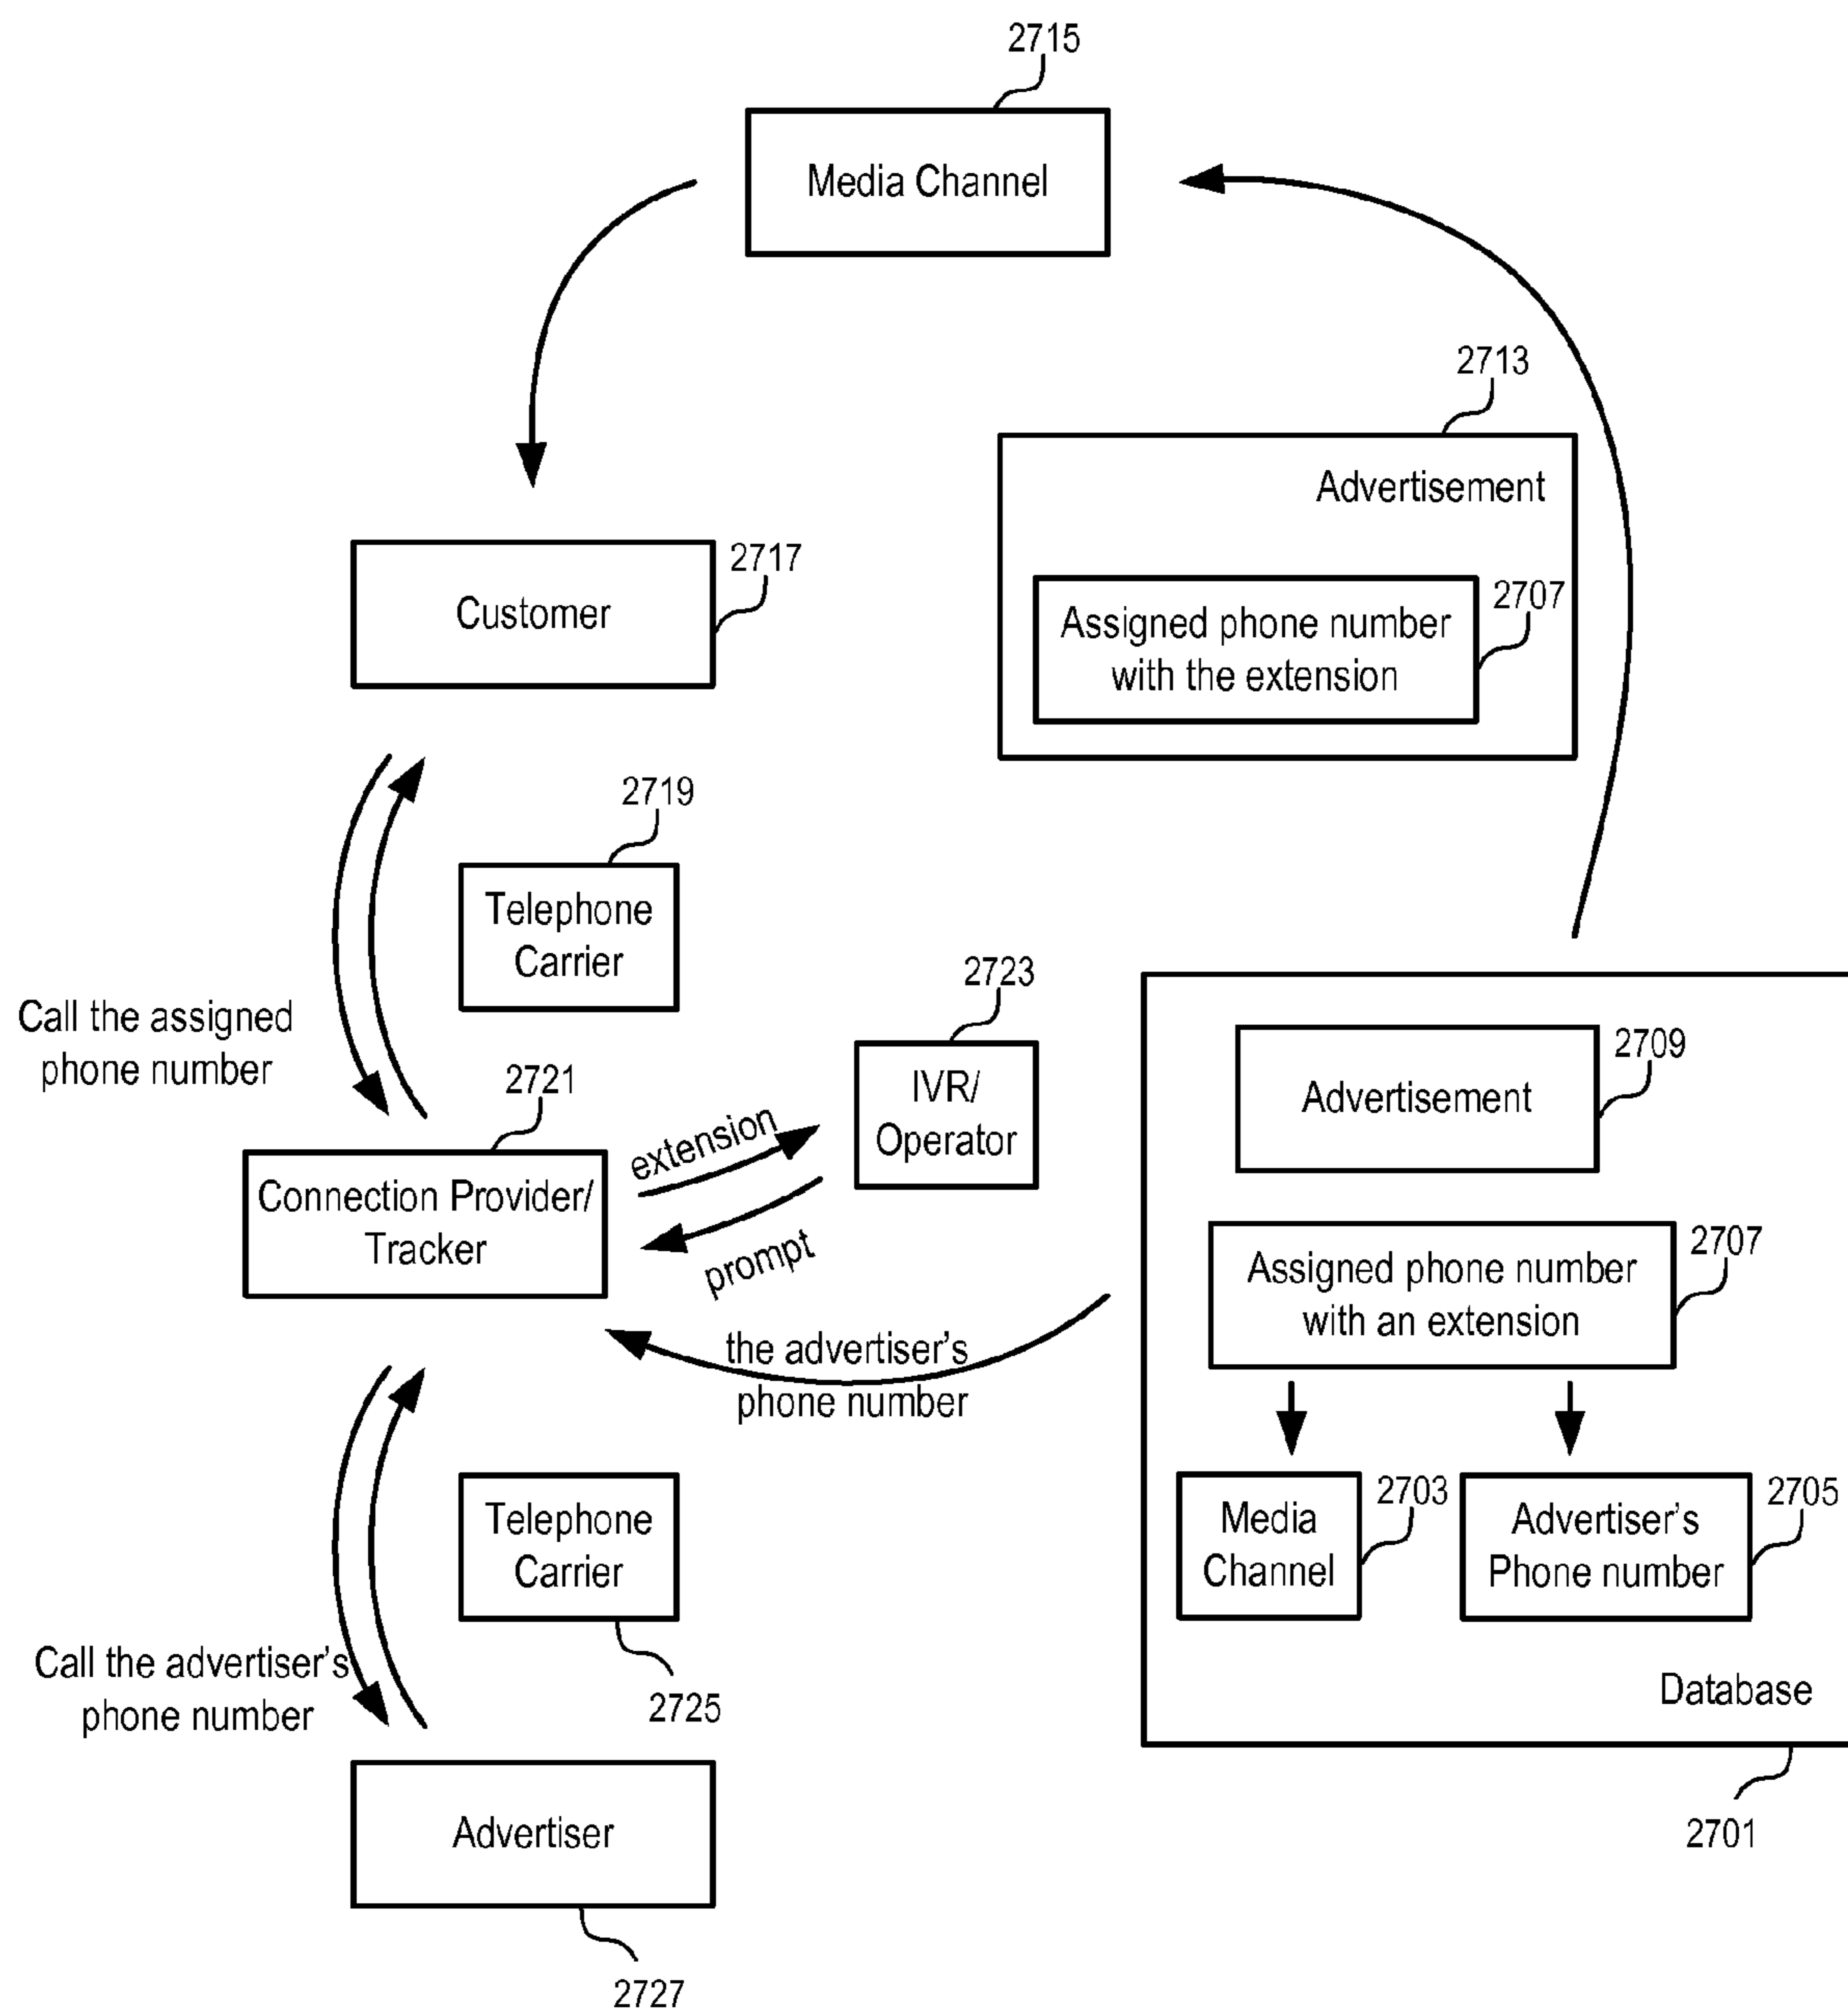 2715
Media Channel
2713
Advertisement
2717
Customer
2707
Assigned phone number
with the extension
2719
Telephone
Carrier
Call the assigned
phone number
2723
IVR/
Operator
2709
Advertisement
2721
Connection Provider/
Tracker
extension
prompt
2707
Assigned phone number
with an extension
the advertiser's
phone number
2703
Media
Channel
2705
Advertiser's
Phone number
Telephone
Carrier
2725
Call the advertiser's
phone number
Database
2701
Advertiser
2727